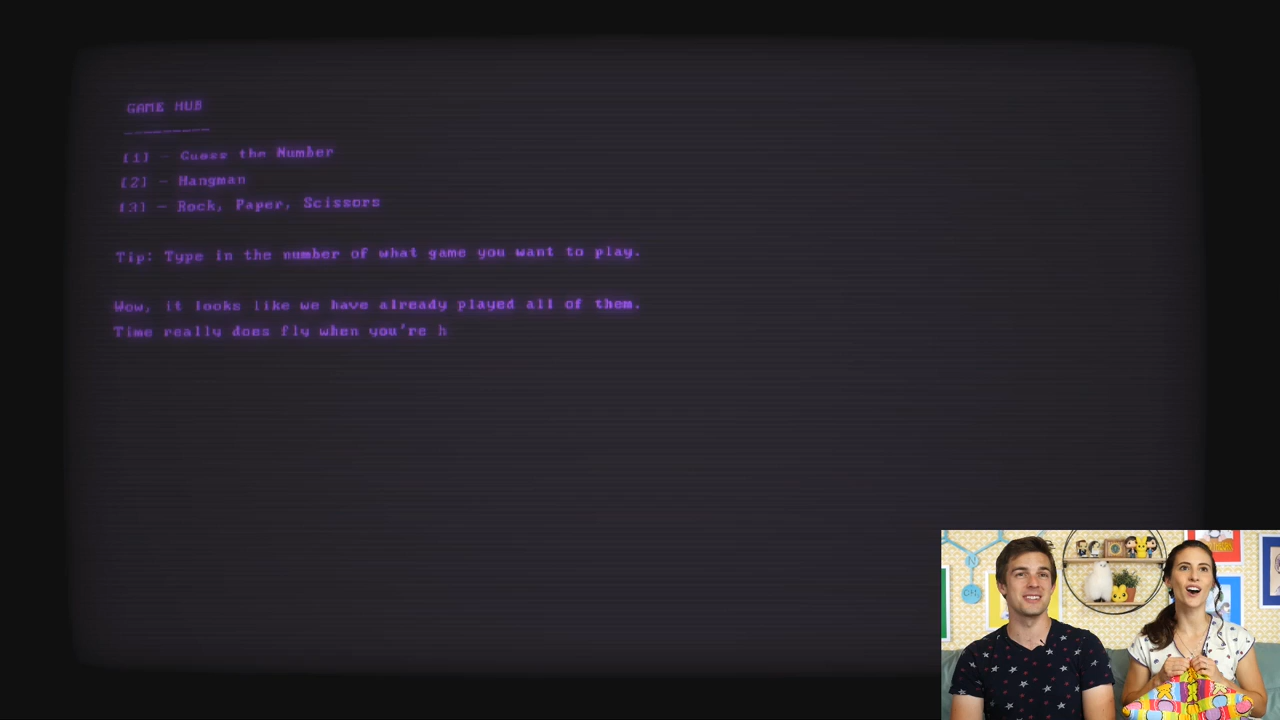 GAME HUB
----------
[1] - Guess the Number
[2] - Hangman
[3] - Rock, Paper, Scissors
Tip: Type in the number of what game you want to play.
Wow, it looks like we have already played all of them.
Time really does fly when you're h
N
CH₃